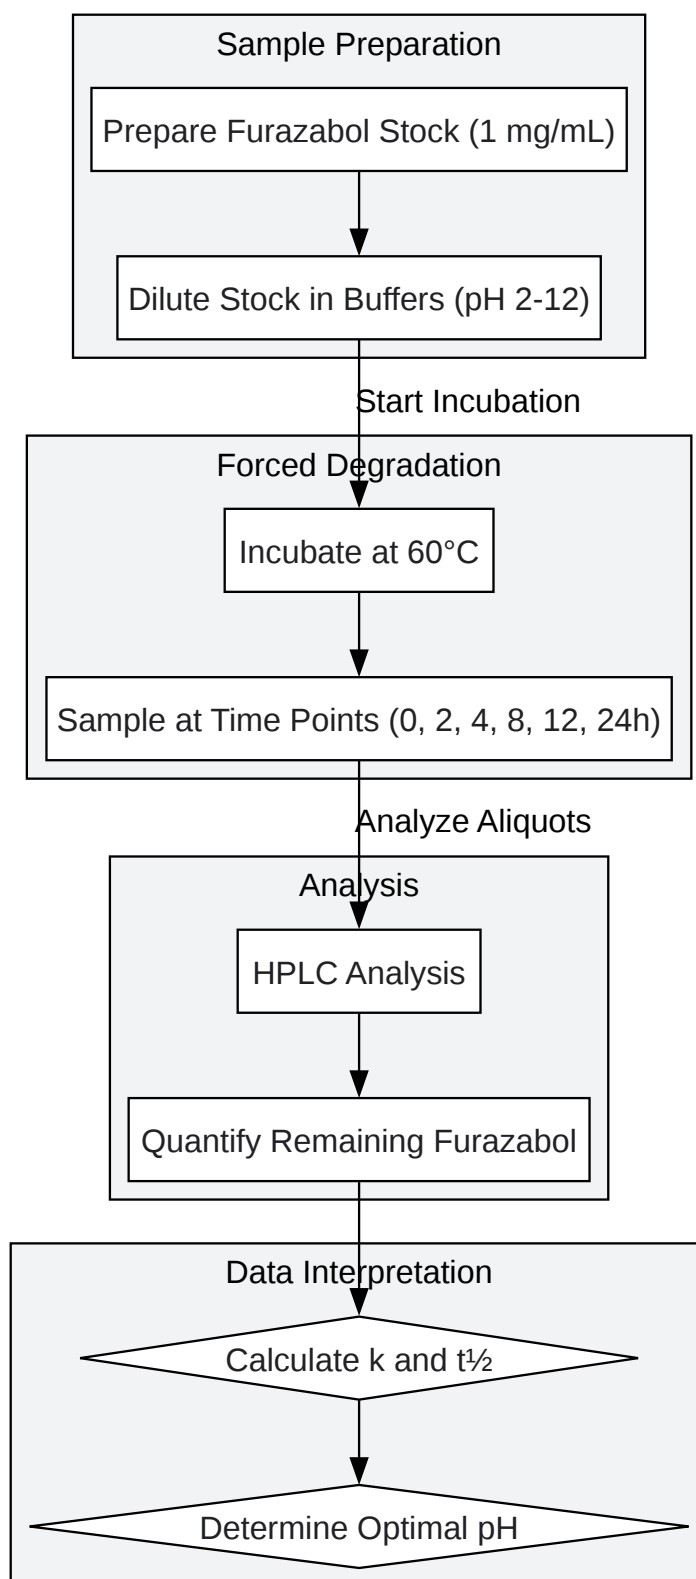 Sample Preparation
Prepare Furazabol Stock (1 mg/mL)
Dilute Stock in Buffers (pH 2-12)
Start Incubation
Forced Degradation
Incubate at 60°C
Sample at Time Points (0, 2, 4, 8, 12, 24h)
Analyze Aliquots
Analysis
HPLC Analysis
Quantify Remaining Furazabol
Data Interpretation
Calculate k and t½
Determine Optimal pH